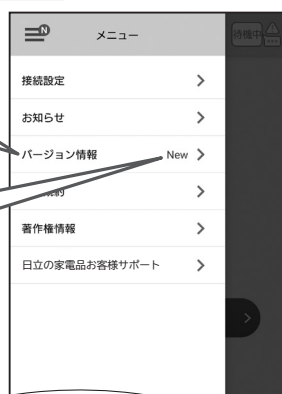 N
メニュー
待機中
接続設定
お知らせ
バージョン情報 New
規約
著作権情報
日立の家電品お客様サポート